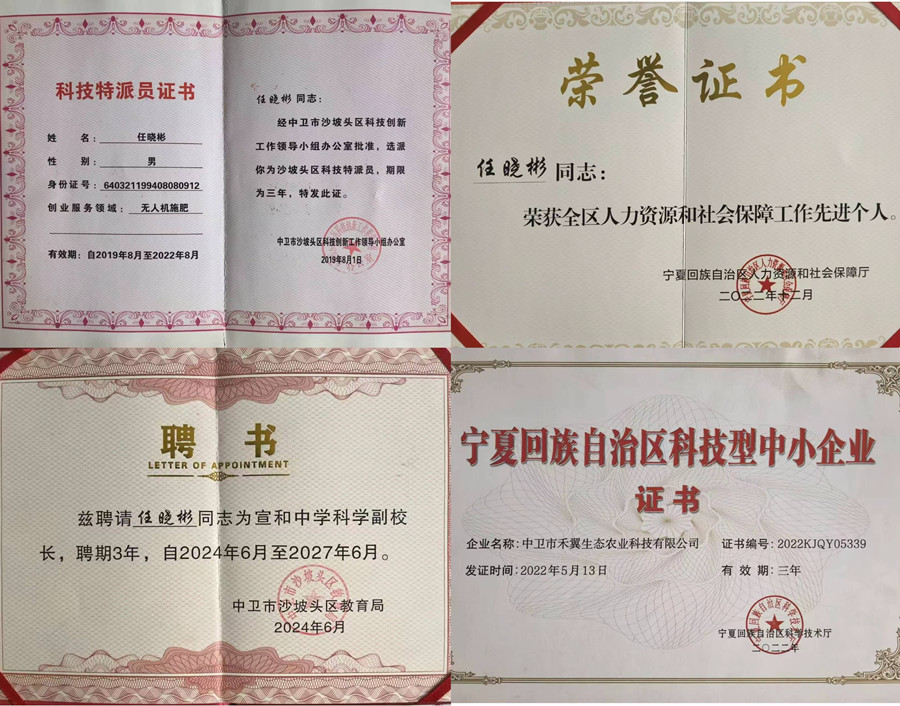 科技特派员证书
姓 名：任晓彬
性 别：男
身份证号：640321199408080912
创业服务领域：无人机施肥
有效期：自2019年8月至2022年8月
任晓彬同志：
经中卫市沙坡头区科技创新
工作领导小组办公室批准，选派
你为沙坡头区科技特派员，期限
为三年，特发此证。
中卫市沙坡头区科技创新工作领导小组办公室
2019年8月1日
荣誉证书
任晓彬同志：
荣获全区人力资源和社会保障工作先进个人。
宁夏回族自治区人力资源和社会保障厅
二〇二二年十二月
聘 书
LETTER OF APPOINTMENT
兹聘请任晓彬同志为宣和中学科学副校
长，聘期3年，自2024年6月至2027年6月。
中卫市沙坡头区教育局
2024年6月
宁夏回族自治区科技型中小企业
证书
企业名称：中卫市禾翼生态农业科技有限公司 证书编号：2022KJQY05339
发证时间：2022年5月13日 有 效 期：三年
宁夏回族自治区科学技术厅
二〇二二年